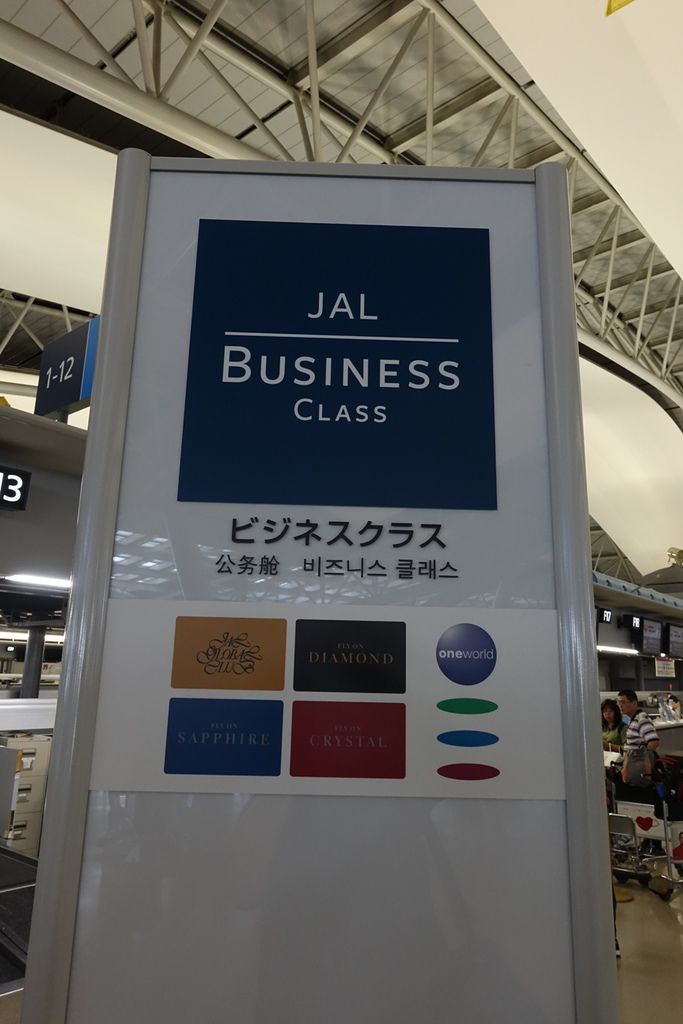 JAL
BUSINESS
CLASS
ビジネスクラス
公务舱 비즈니스 클래스
JAL
GLOBAL
CLUB
FLY ON
DIAMOND
oneworld
FLY ON
SAPPHIRE
FLY ON
CRYSTAL
1-12
13